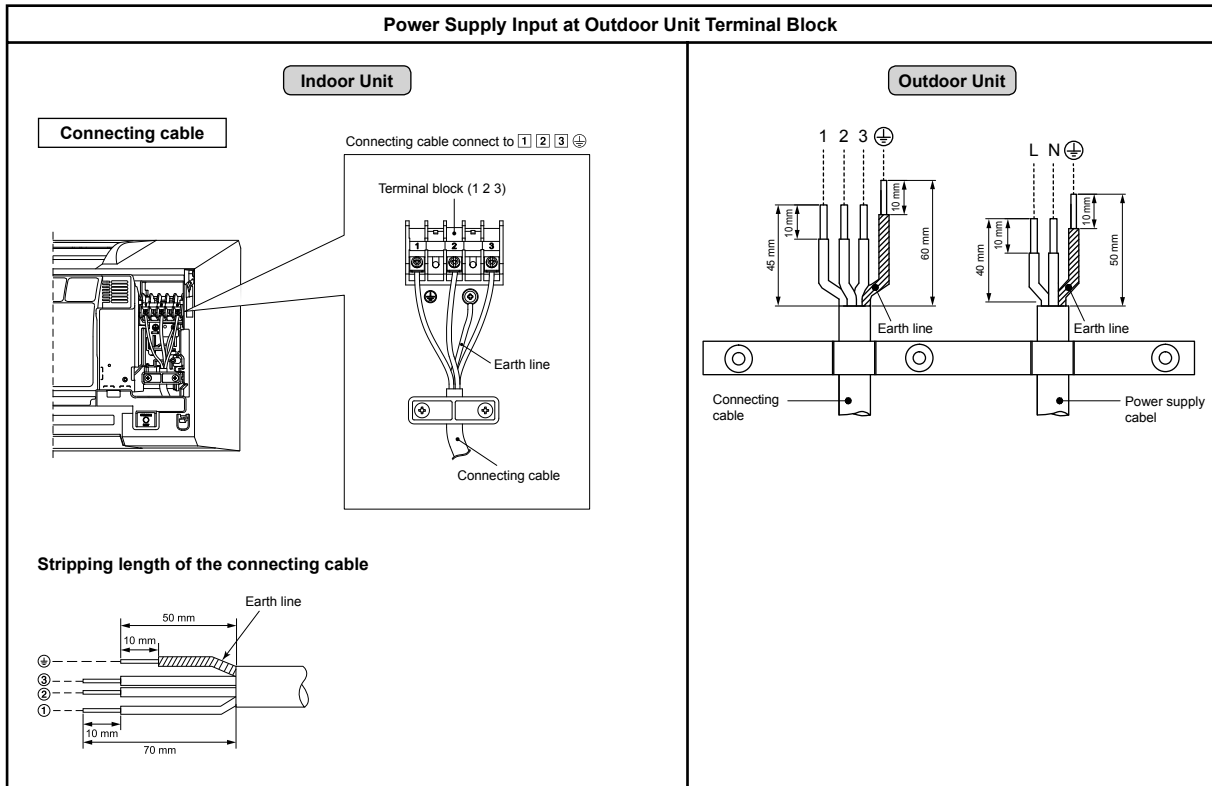 Power Supply Input at Outdoor Unit Terminal Block
Indoor Unit
Connecting cable
Connecting cable connect to 1 2 3 ⏚
Terminal block (1 2 3)
1 2 3
Earth line
Connecting cable
Stripping length of the connecting cable
Earth line
50 mm
10 mm
③
②
①
10 mm
70 mm
Outdoor Unit
1 2 3 ⏚
10 mm
45 mm
10 mm
60 mm
Earth line
Connecting
cable
L N ⏚
10 mm
40 mm
10 mm
50 mm
Earth line
Power supply
cabel